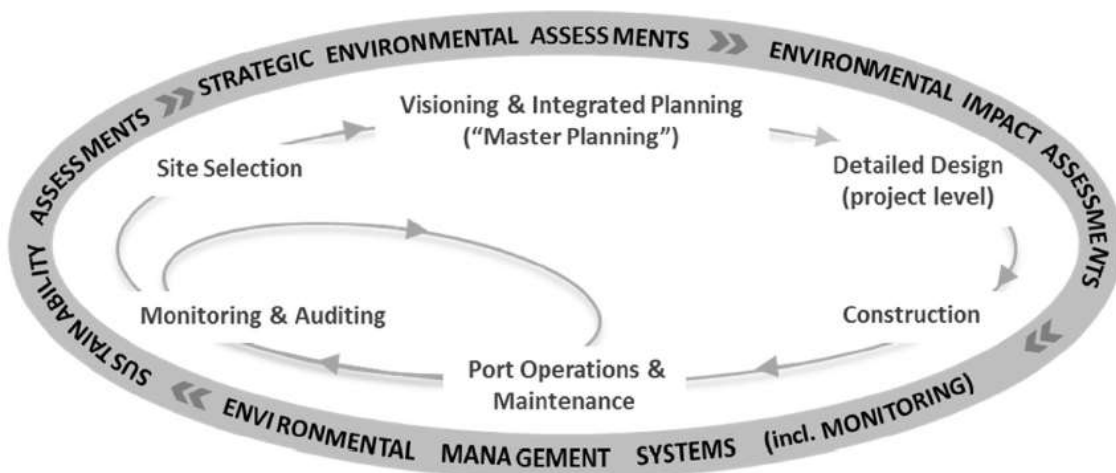 SUSTAINABILITY ASSESSMENTS
STRATEGIC ENVIRONMENTAL ASSESSMENTS
ENVIRONMENTAL IMPACT ASSESSMENTS
ENVIRONMENTAL MANAGEMENT SYSTEMS (incl. MONITORING)
Visioning & Integrated Planning
(“Master Planning”)
Site Selection
Detailed Design
(project level)
Monitoring & Auditing
Construction
Port Operations &
Maintenance